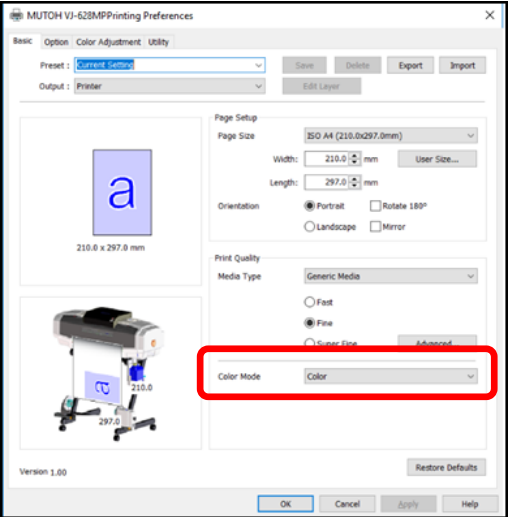 MUTOH VJ-628MPPrinting Preferences
Basic Option Color Adjustment Utility
Preset : Current Setting Save Delete Export Import
Output : Printer Edit Layer
Page Setup
Page Size ISO A4 (210.0x297.0mm)
Width: 210.0 mm User Size...
Length: 297.0 mm
Orientation Portrait Rotate 180°
Landscape Mirror
a
210.0 x 297.0 mm
Print Quality
Media Type Generic Media
Fast
Fine
Super Fine Advanced...
Color Mode Color
a
210.0
297.0
Version 1.00
Restore Defaults
OK Cancel Apply Help